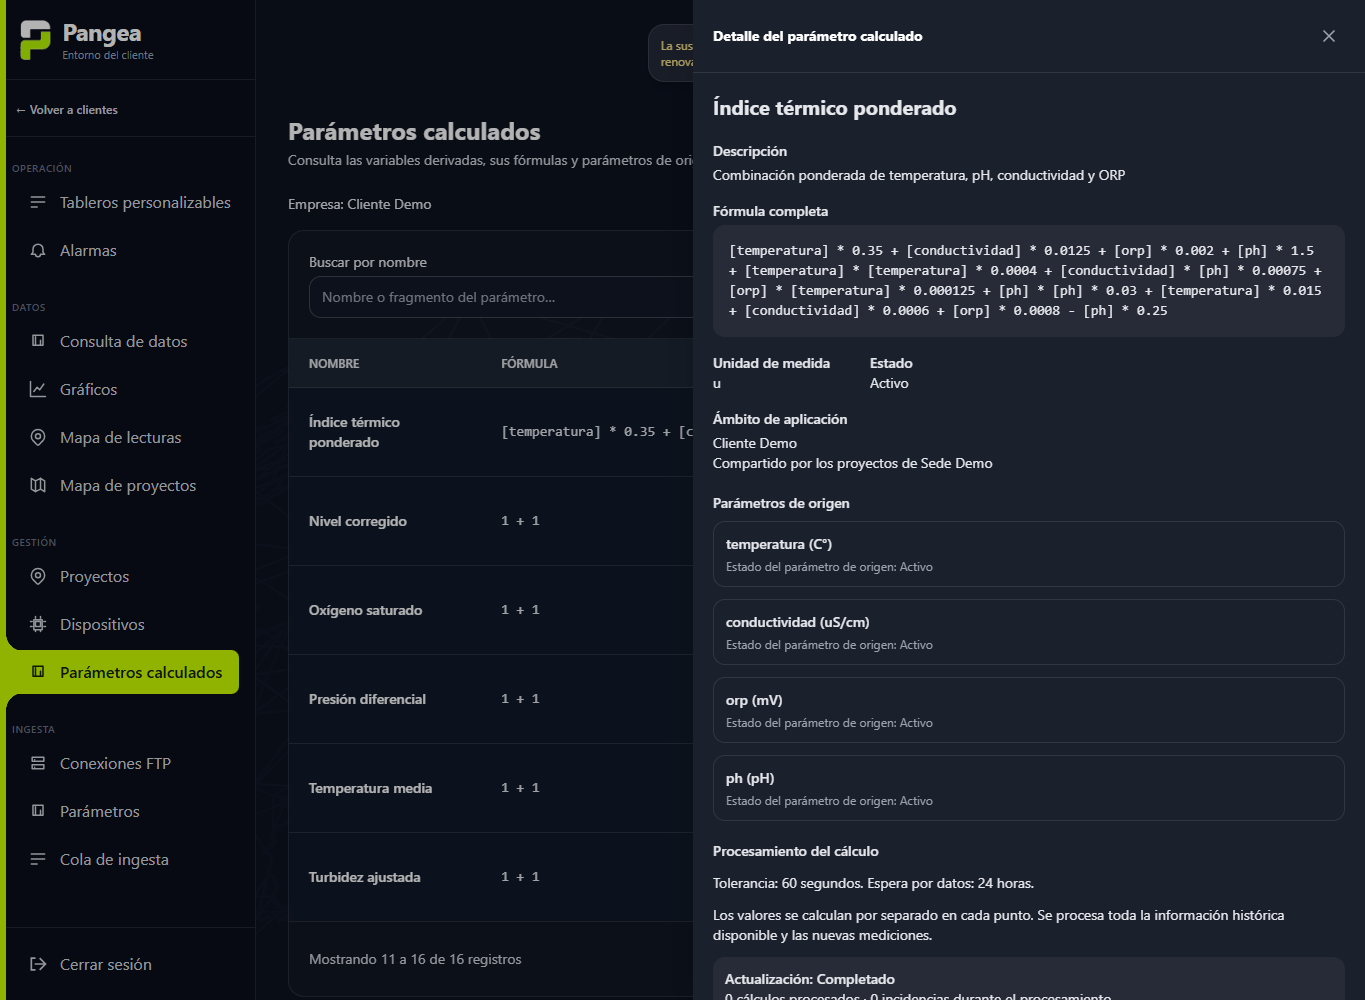 Pangea
Entorno del cliente
← Volver a clientes
OPERACIÓN
Tableros personalizables
Alarmas
DATOS
Consulta de datos
Gráficos
Mapa de lecturas
Mapa de proyectos
GESTIÓN
Proyectos
Dispositivos
Parámetros calculados
INGESTA
Conexiones FTP
Parámetros
Cola de ingesta
Cerrar sesión
La sus
renova
Parámetros calculados
Consulta las variables derivadas, sus fórmulas y parámetros de ori
Empresa: Cliente Demo
Buscar por nombre
Nombre o fragmento del parámetro...
NOMBRE FÓRMULA
Índice térmico
ponderado
[temperatura] * 0.35 + [c
Nivel corregido 1 + 1
Oxígeno saturado 1 + 1
Presión diferencial 1 + 1
Temperatura media 1 + 1
Turbidez ajustada 1 + 1
Mostrando 11 a 16 de 16 registros
Detalle del parámetro calculado
Índice térmico ponderado
Descripción
Combinación ponderada de temperatura, pH, conductividad y ORP
Fórmula completa
[temperatura] * 0.35 + [conductividad] * 0.0125 + [orp] * 0.002 + [ph] * 1.5
+ [temperatura] * [temperatura] * 0.0004 + [conductividad] * [ph] * 0.00075 +
[orp] * [temperatura] * 0.000125 + [ph] * [ph] * 0.03 + [temperatura] * 0.015
+ [conductividad] * 0.0006 + [orp] * 0.0008 - [ph] * 0.25
Unidad de medida Estado
u Activo
Ámbito de aplicación
Cliente Demo
Compartido por los proyectos de Sede Demo
Parámetros de origen
temperatura (C°)
Estado del parámetro de origen: Activo
conductividad (uS/cm)
Estado del parámetro de origen: Activo
orp (mV)
Estado del parámetro de origen: Activo
ph (pH)
Estado del parámetro de origen: Activo
Procesamiento del cálculo
Tolerancia: 60 segundos. Espera por datos: 24 horas.
Los valores se calculan por separado en cada punto. Se procesa toda la información histórica
disponible y las nuevas mediciones.
Actualización: Completado
0 cálculos procesados · 0 incidencias durante el procesamiento